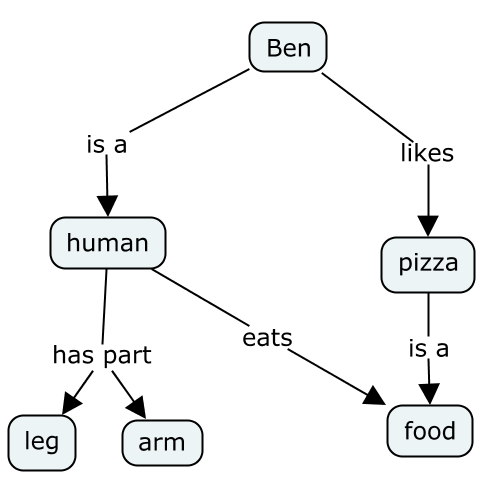 Ben
is a
likes
human
pizza
eats
has part
is a
leg
arm
food